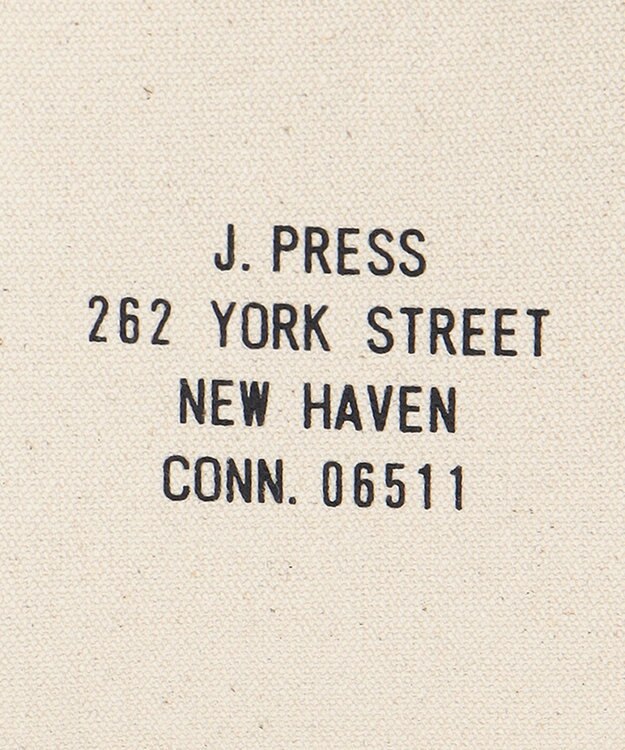 J. PRESS
262 YORK STREET
NEW HAVEN
CONN. 06511